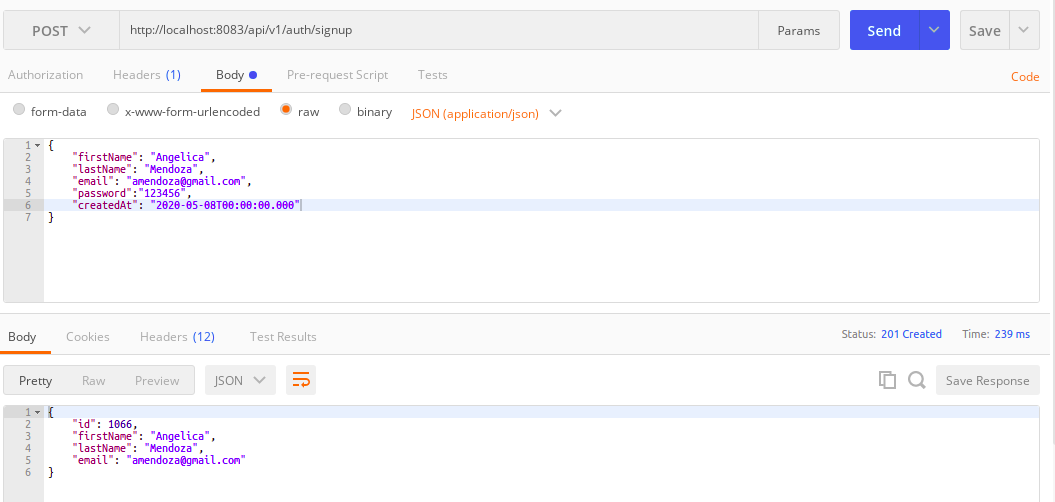 POST http://localhost:8083/api/v1/auth/signup Params Send Save
Authorization Headers (1) Body Pre-request Script Tests Code
form-data x-www-form-urlencoded raw binary JSON (application/json)
1 {
2 "firstName": "Angelica",
3 "lastName": "Mendoza",
4 "email": "amendoza@gmail.com",
5 "password":"123456",
6 "createdAt": "2020-05-08T00:00:00.000"
7 }
Body Cookies Headers (12) Test Results Status: 201 Created Time: 239 ms
Pretty Raw Preview JSON Save Response
1 {
2 "id": 1066,
3 "firstName": "Angelica",
4 "lastName": "Mendoza",
5 "email": "amendoza@gmail.com"
6 }